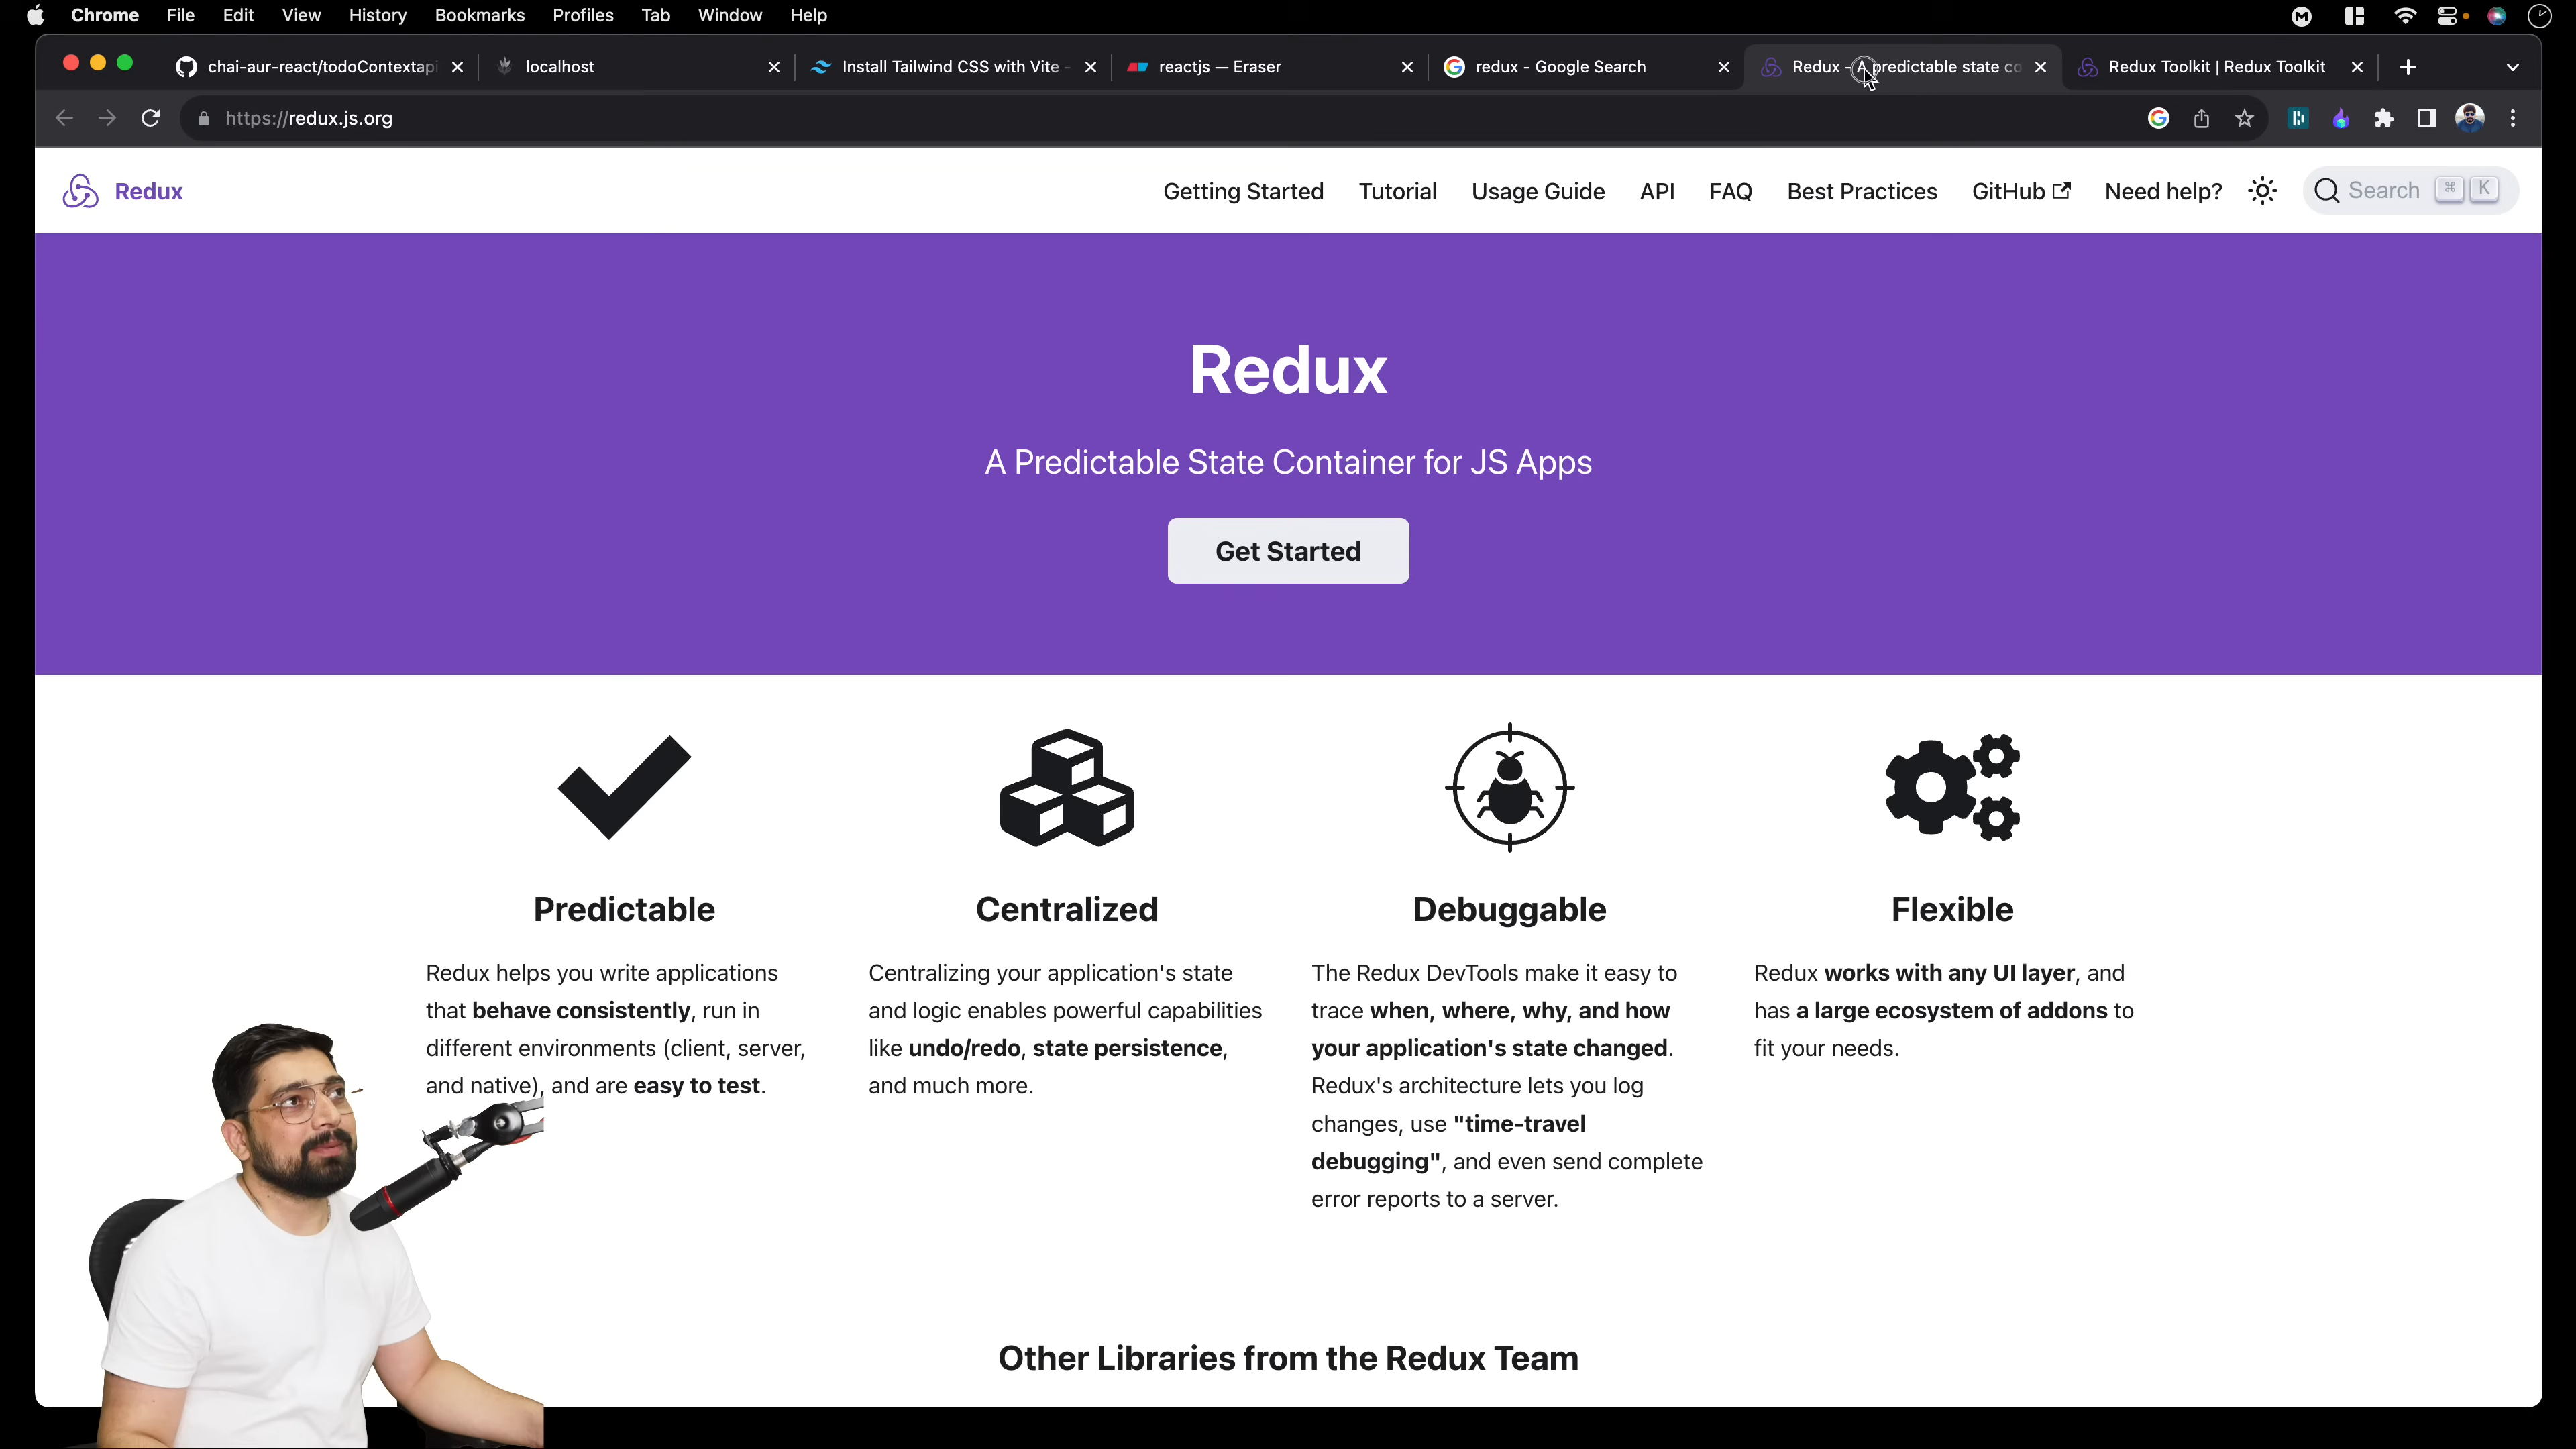 Chrome File Edit View History Bookmarks Profiles Tab Window Help
chai-aur-react/todoContextapi
localhost
Install Tailwind CSS with Vite -
reactjs — Eraser
redux - Google Search
Redux - A predictable state co
Redux Toolkit | Redux Toolkit
https://redux.js.org
Redux
Getting Started Tutorial Usage Guide API FAQ Best Practices GitHub Need help? Search ⌘ K
Redux
A Predictable State Container for JS Apps
Get Started
Predictable
Redux helps you write applications
that behave consistently, run in
different environments (client, server,
and native), and are easy to test.
Centralized
Centralizing your application's state
and logic enables powerful capabilities
like undo/redo, state persistence,
and much more.
Debuggable
The Redux DevTools make it easy to
trace when, where, why, and how
your application's state changed.
Redux's architecture lets you log
changes, use "time-travel
debugging", and even send complete
error reports to a server.
Flexible
Redux works with any UI layer, and
has a large ecosystem of addons to
fit your needs.
Other Libraries from the Redux Team